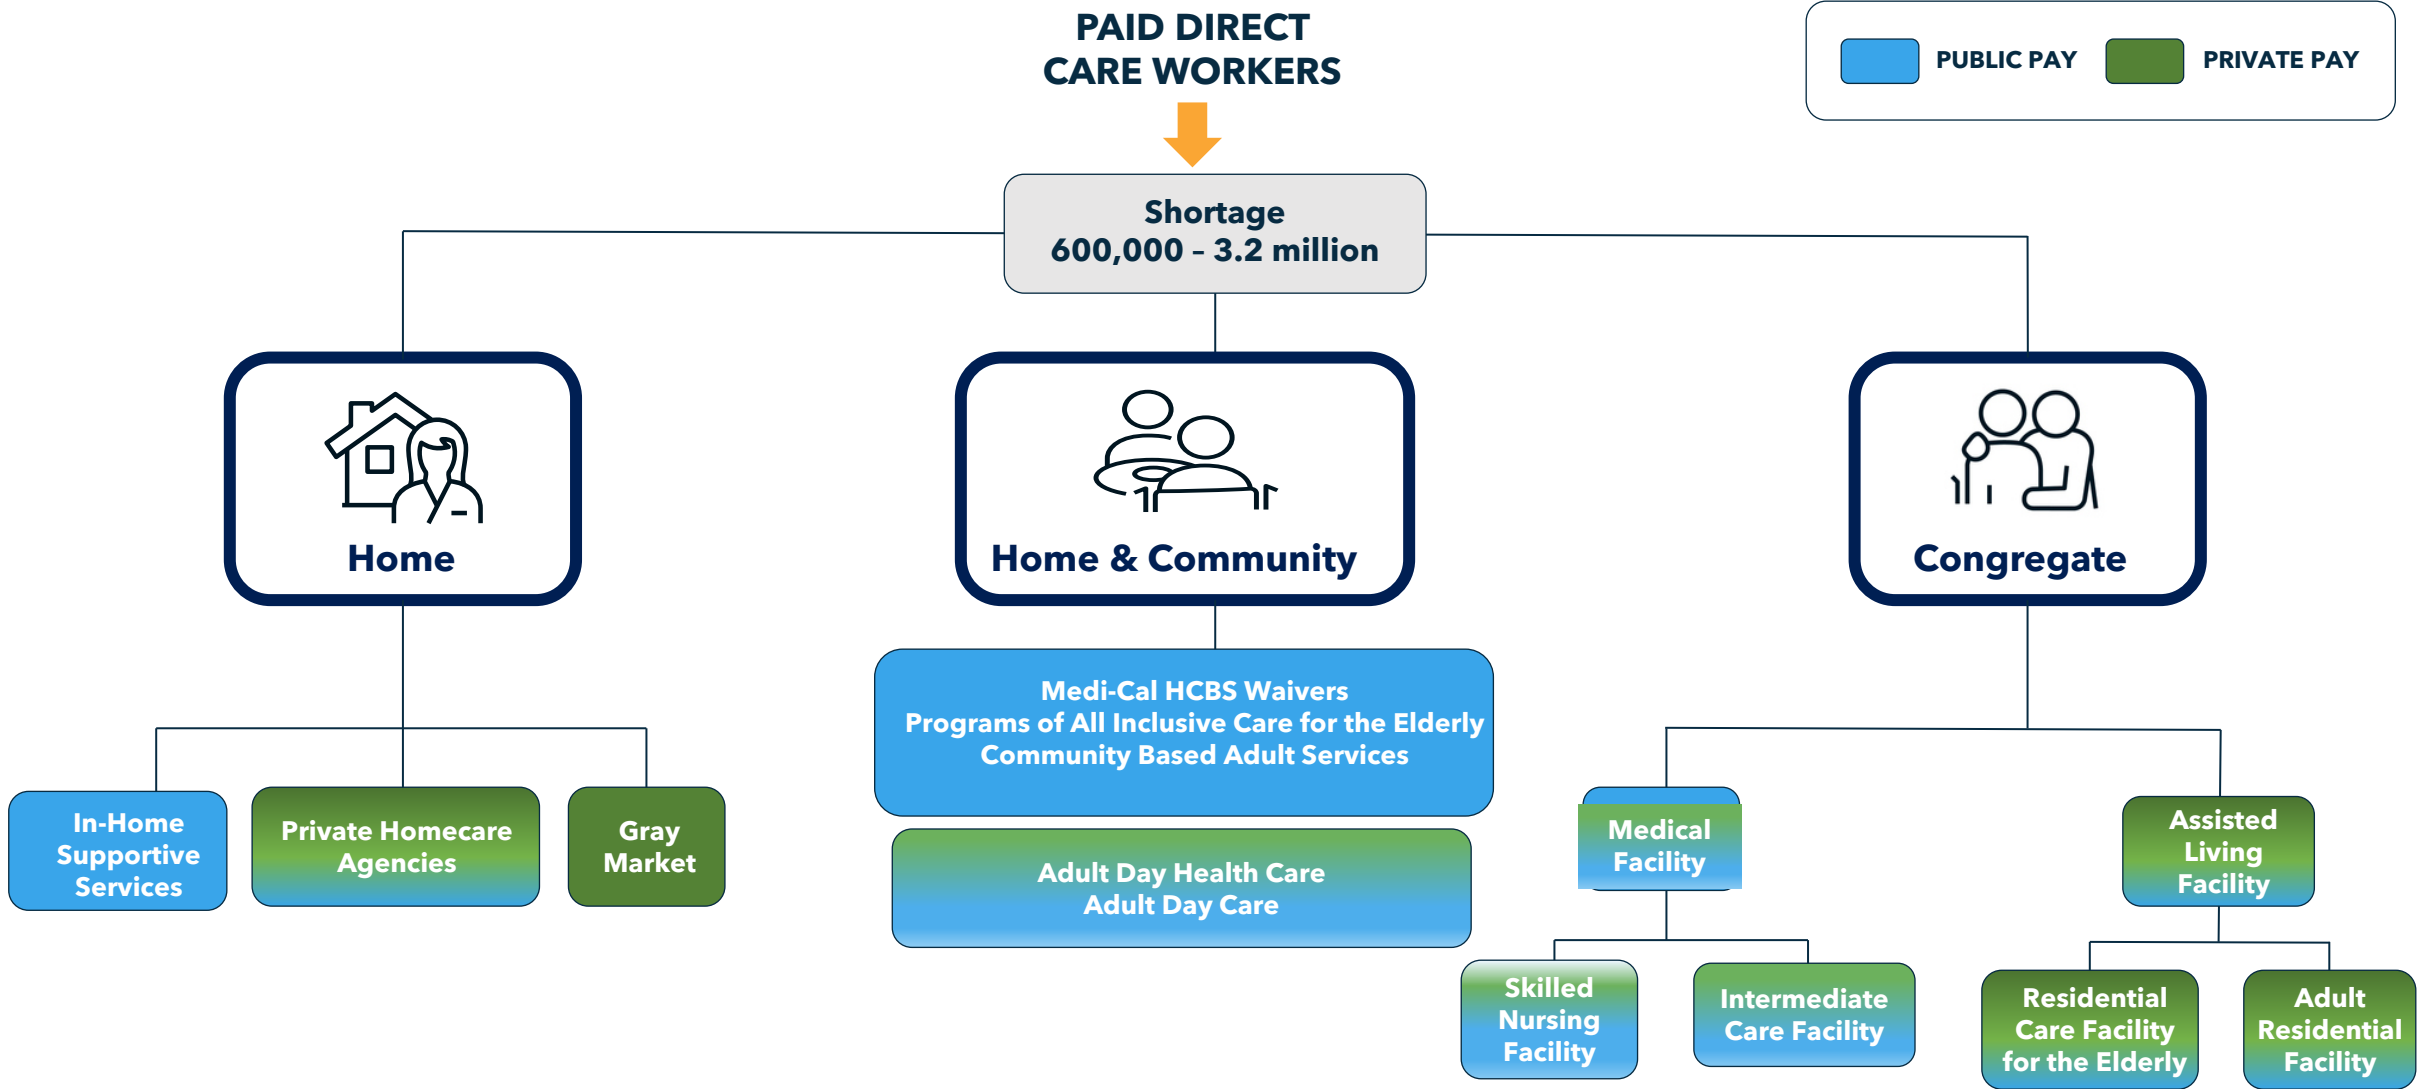 PAID DIRECT
CARE WORKERS
PUBLIC PAY
PRIVATE PAY
Shortage
600,000 – 3.2 million
Home
Home & Community
Congregate
In-Home
Supportive
Services
Private Homecare
Agencies
Gray
Market
Medi-Cal HCBS Waivers
Programs of All Inclusive Care for the Elderly
Community Based Adult Services
Adult Day Health Care
Adult Day Care
Medical
Facility
Assisted
Living
Facility
Skilled
Nursing
Facility
Intermediate
Care Facility
Residential
Care Facility
for the Elderly
Adult
Residential
Facility